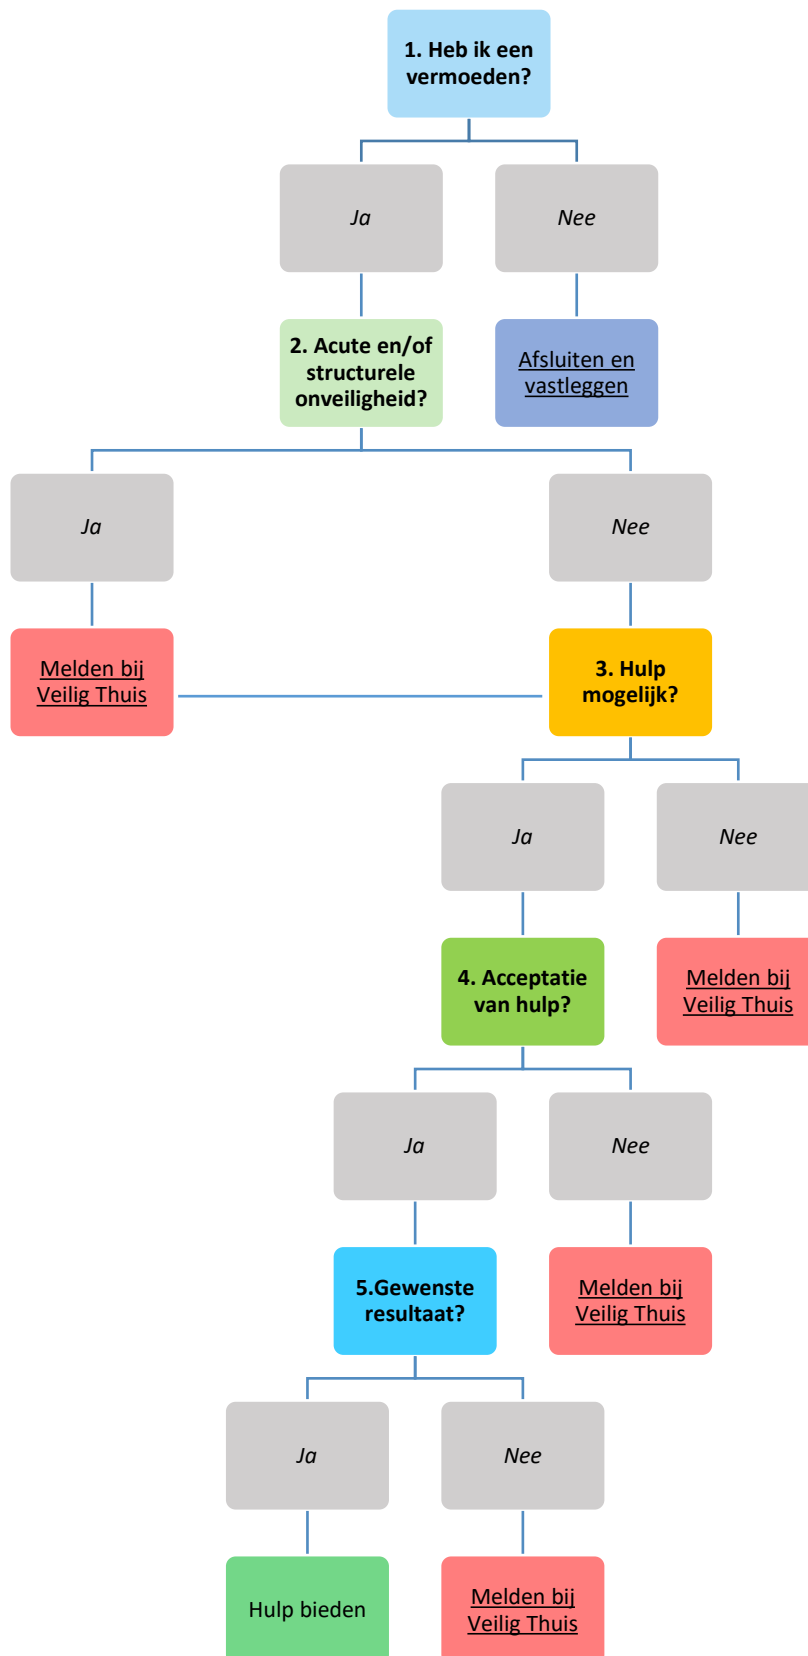 1. Heb ik een
vermoeden?
Ja
Nee
2. Acute en/of
structurele
onveiligheid?
Afsluiten en
vastleggen
Ja
Nee
Melden bij
Veilig Thuis
3. Hulp
mogelijk?
Ja
Nee
4. Acceptatie
van hulp?
Melden bij
Veilig Thuis
Ja
Nee
5.Gewenste
resultaat?
Melden bij
Veilig Thuis
Ja
Nee
Hulp bieden
Melden bij
Veilig Thuis